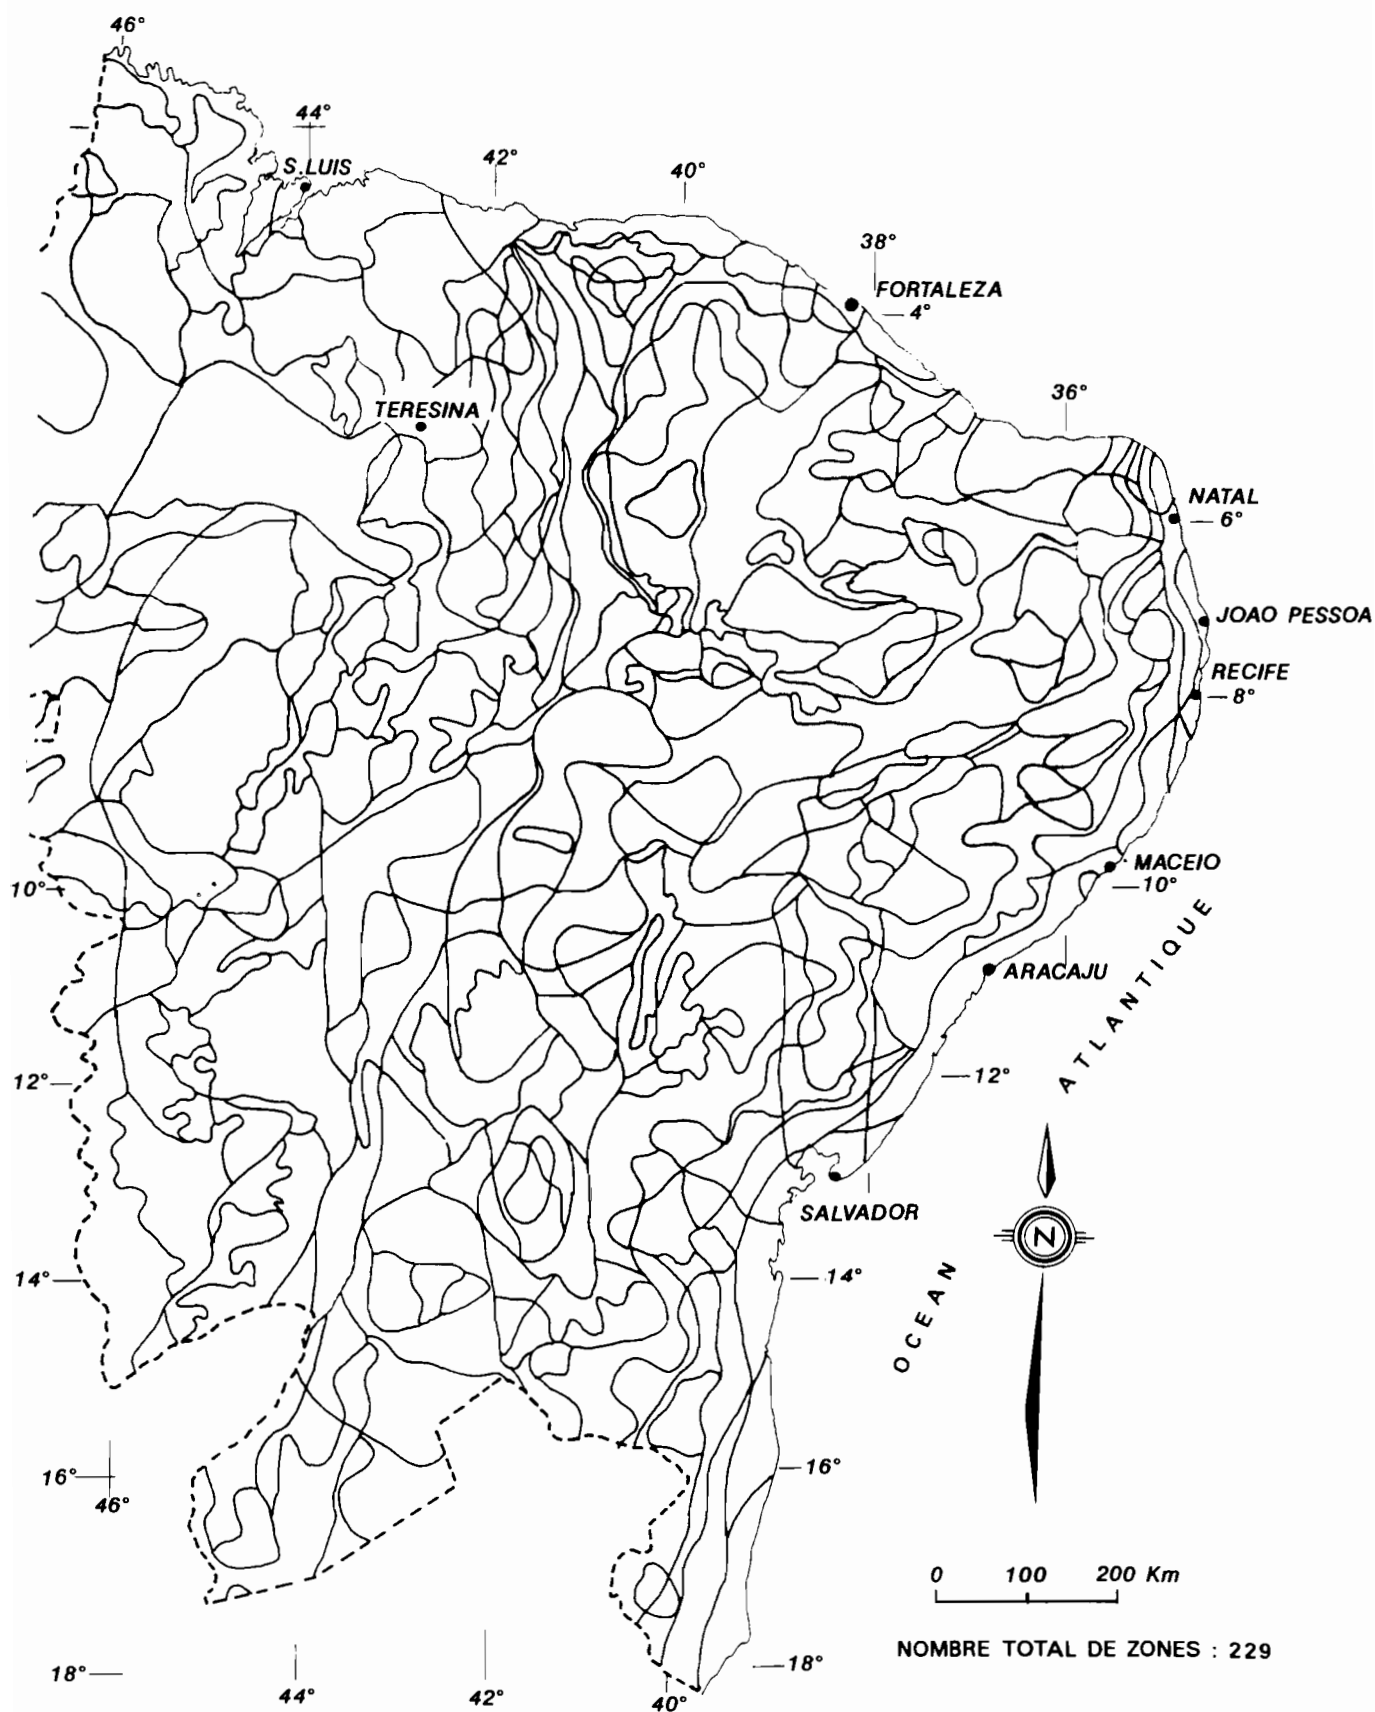 46°
44°
S.LUIS
42°
40°
38°
FORTALEZA
4°
36°
TERESINA
NATAL
6°
JOAO PESSOA
RECIFE
8°
MACEIO
10°
10°
ARACAJU
OCEAN ATLANTIQUE
12°
12°
SALVADOR
N
14°
14°
16°
46°
16°
0 100 200 Km
NOMBRE TOTAL DE ZONES : 229
18°
18°
44°
42°
40°